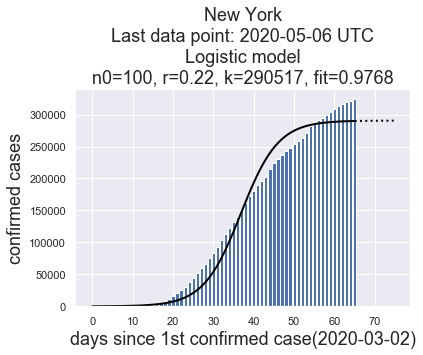 New York
Last data point: 2020-05-06 UTC
Logistic model
n0=100, r=0.22, k=290517, fit=0.9768
confirmed cases
300000
250000
200000
150000
100000
50000
0
0 10 20 30 40 50 60 70
days since 1st confirmed case(2020-03-02)